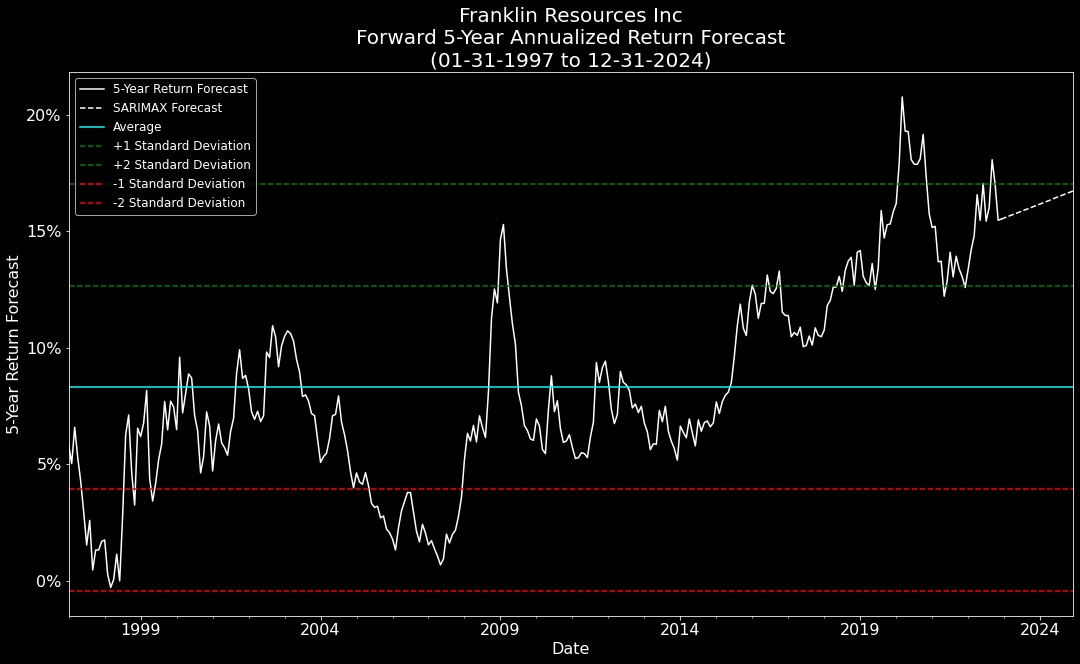 Franklin Resources Inc
Forward 5-Year Annualized Return Forecast
(01-31-1997 to 12-31-2024)
5-Year Return Forecast
SARIMAX Forecast
Average
+1 Standard Deviation
+2 Standard Deviation
-1 Standard Deviation
-2 Standard Deviation
5-Year Return Forecast
20%
15%
10%
5%
0%
1999
2004
2009
2014
2019
2024
Date